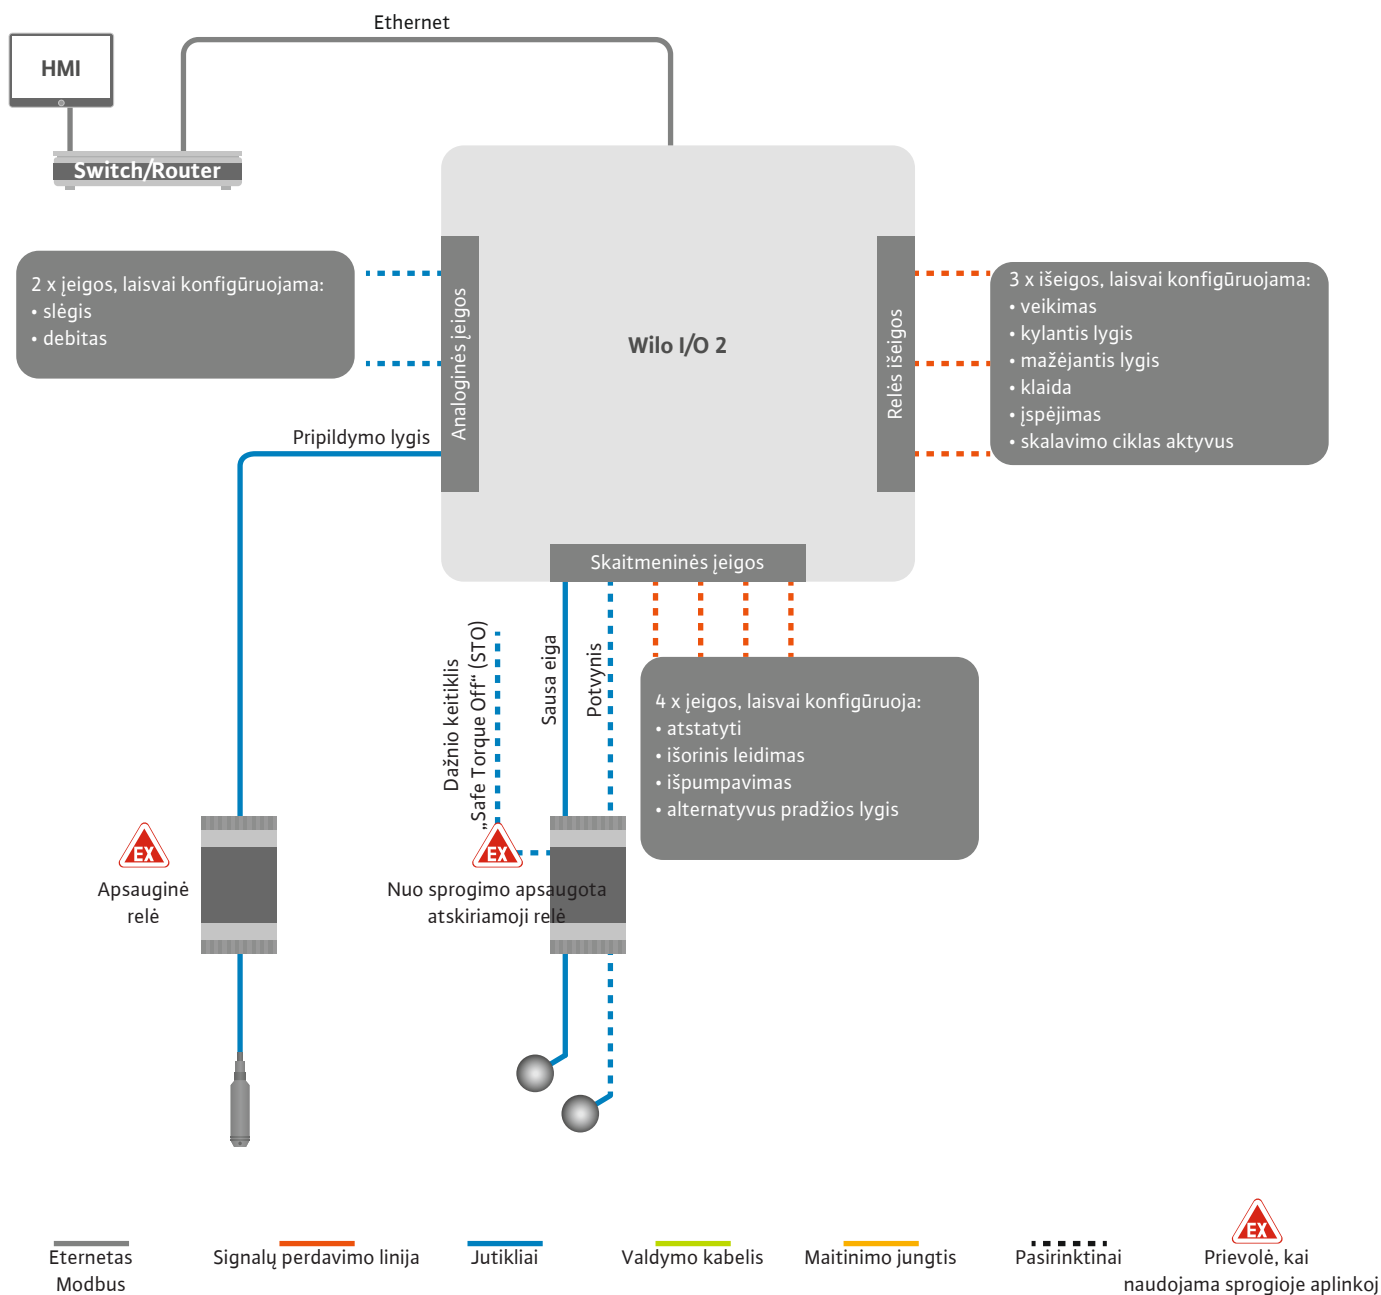 Ethernet
HMI
Switch/Router
2 x įeigos, laisvai konfigūruojama:
• slėgis
• debitas
Analoginės įeigos
Wilo I/O 2
Relės išeigos
3 x išeigos, laisvai konfigūruojama:
• veikimas
• kylantis lygis
• mažėjantis lygis
• klaida
• įspėjimas
• skalavimo ciklas aktyvus
Pripildymo lygis
Skaitmeninės įeigos
Dažnio keitiklis
„Safe Torque Off“ (STO)
Sausa eiga
Potvynis
4 x įeigos, laisvai konfigūruoja:
• atstatyti
• išorinis leidimas
• išpumpavimas
• alternatyvus pradžios lygis
EX
Apsauginė
relė
EX
Nuo sprogimo apsaugota
atskiriamoji relė
Eternetas
Modbus
Signalų perdavimo linija
Jutikliai
Valdymo kabelis
Maitinimo jungtis
Pasirinktinai
EX
Prievolė, kai
naudojama sprogioje aplinkoj